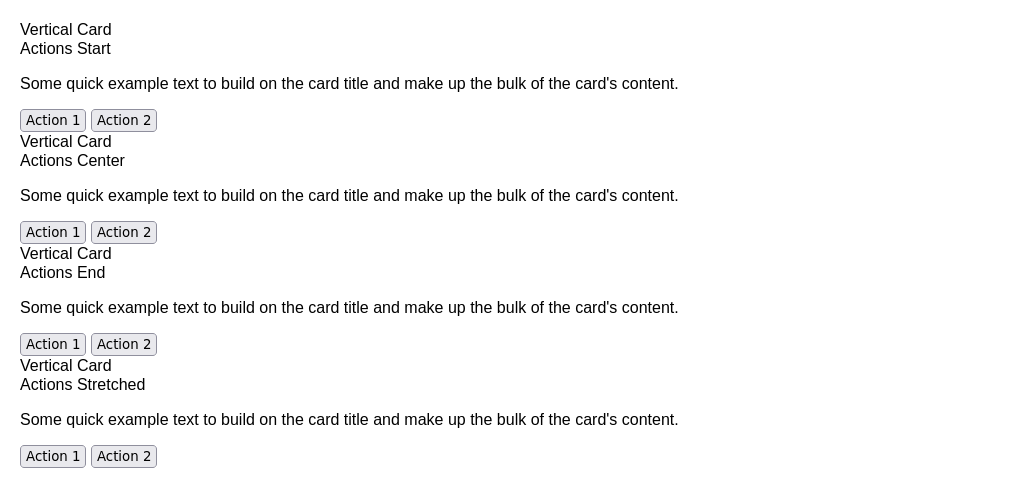 Vertical Card
Actions Start
Some quick example text to build on the card title and make up the bulk of the card's content.
Action 1 Action 2
Vertical Card
Actions Center
Some quick example text to build on the card title and make up the bulk of the card's content.
Action 1 Action 2
Vertical Card
Actions End
Some quick example text to build on the card title and make up the bulk of the card's content.
Action 1 Action 2
Vertical Card
Actions Stretched
Some quick example text to build on the card title and make up the bulk of the card's content.
Action 1 Action 2